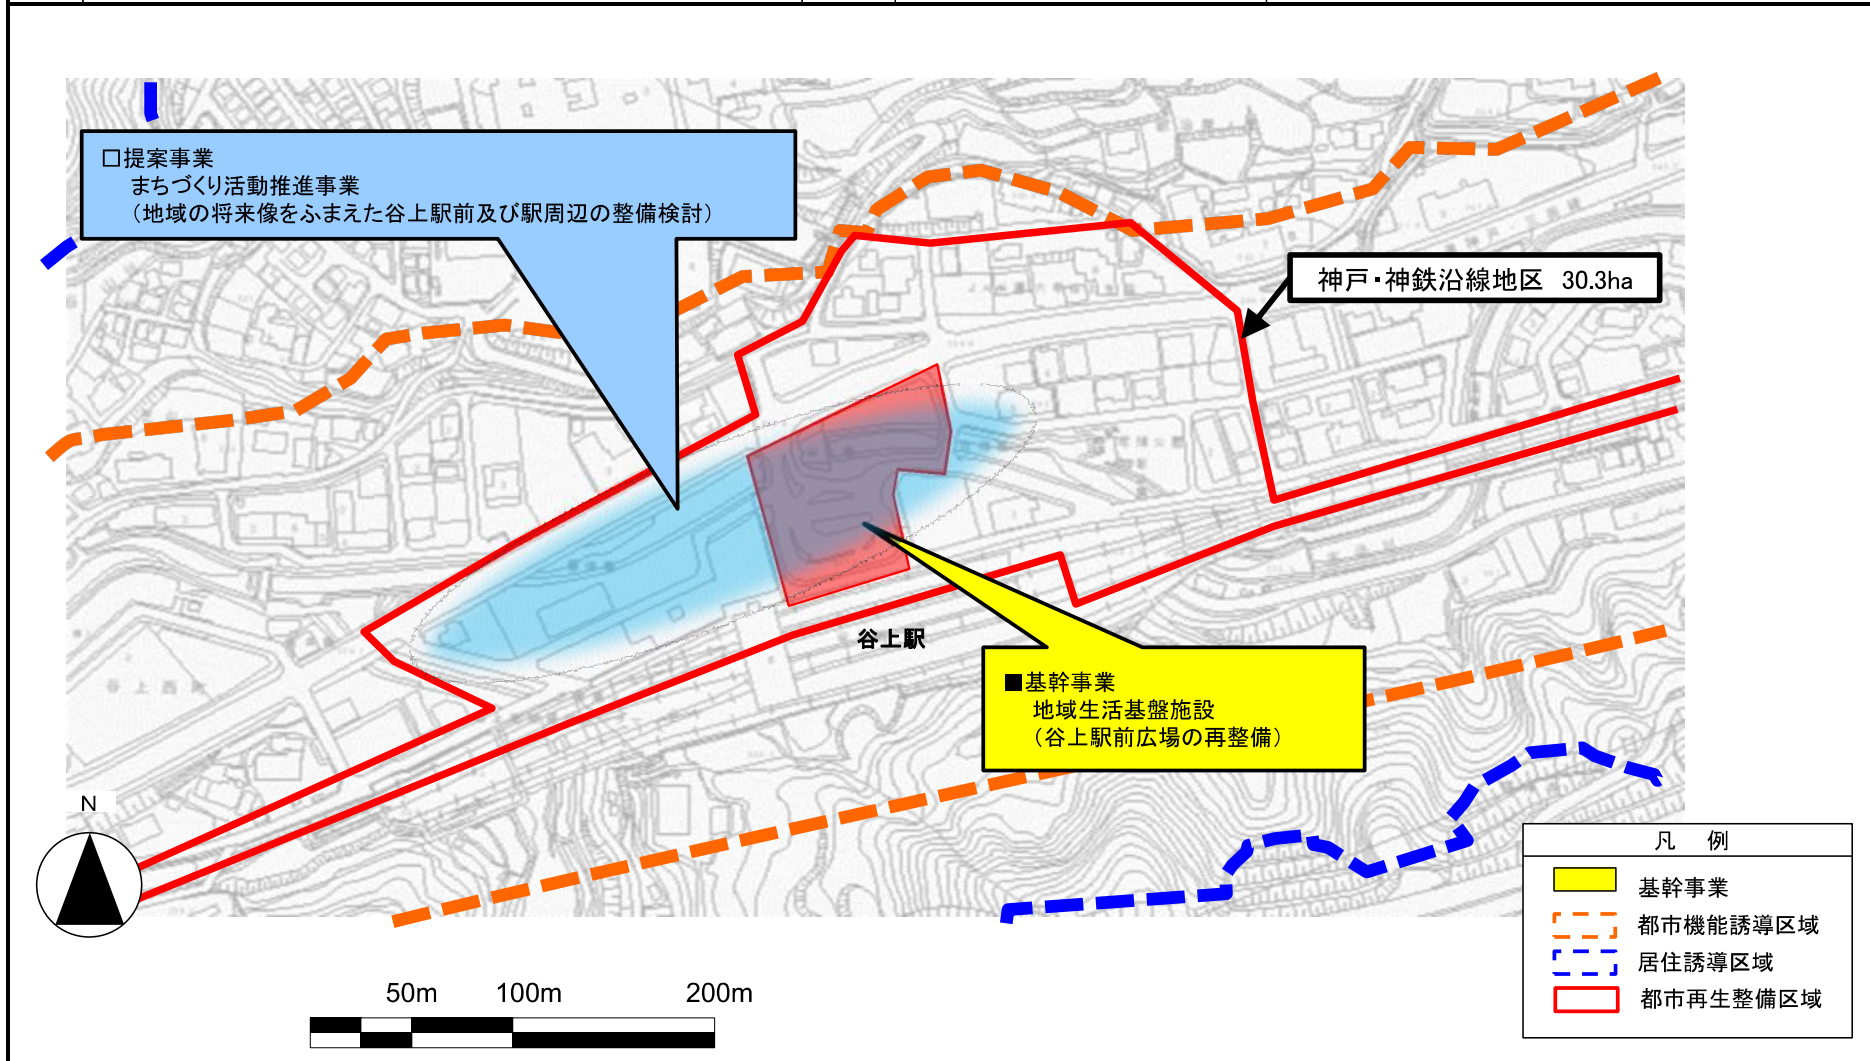 □提案事業
まちづくり活動推進事業
（地域の将来像をふまえた谷上駅前及び駅周辺の整備検討）
神戸・神鉄沿線地区 30.3ha
谷上駅
■基幹事業
地域生活基盤施設
（谷上駅前広場の再整備）
谷上西町
N
50m 100m 200m
凡 例
基幹事業
都市機能誘導区域
居住誘導区域
都市再生整備区域